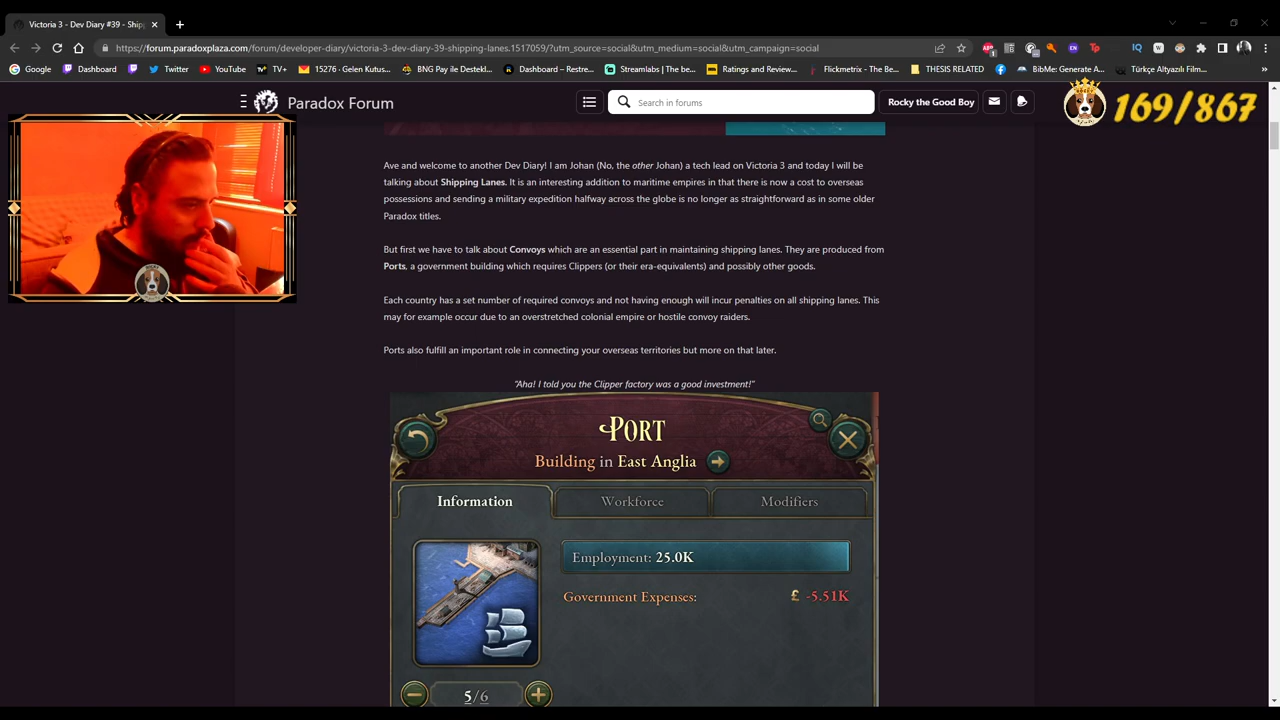 Victoria 3 - Dev Diary #39 - Ship
https://forum.paradoxplaza.com/forum/developer-diary/victoria-3-dev-diary-39-shipping-lanes.1517059/?utm_source=social&utm_medium=social&utm_campaign=social
Google Dashboard Twitter YouTube TV+ 15276 - Gelen Kutus... BNG Pay ile Destekl... Dashboard – Restre... Streamlabs | The be... Ratings and Review... Flickmetrix - The Be... THESIS RELATED BibMe: Generate A... Türkçe Altyazılı Film... »
Paradox Forum Search in forums Rocky the Good Boy 169/867
Ave and welcome to another Dev Diary! I am Johan (No, the other Johan) a tech lead on Victoria 3 and today I will be
talking about Shipping Lanes. It is an interesting addition to maritime empires in that there is now a cost to overseas
possessions and sending a military expedition halfway across the globe is no longer as straightforward as in some older
Paradox titles.
But first we have to talk about Convoys which are an essential part in maintaining shipping lanes. They are produced from
Ports, a government building which requires Clippers (or their era-equivalents) and possibly other goods.
Each country has a set number of required convoys and not having enough will incur penalties on all shipping lanes. This
may for example occur due to an overstretched colonial empire or hostile convoy raiders.
Ports also fulfill an important role in connecting your overseas territories but more on that later.
"Aha! I told you the Clipper factory was a good investment!"
PORT
Building in East Anglia
Information Workforce Modifiers
Employment: 25.0K
Government Expenses: £ -5.51K
5/6